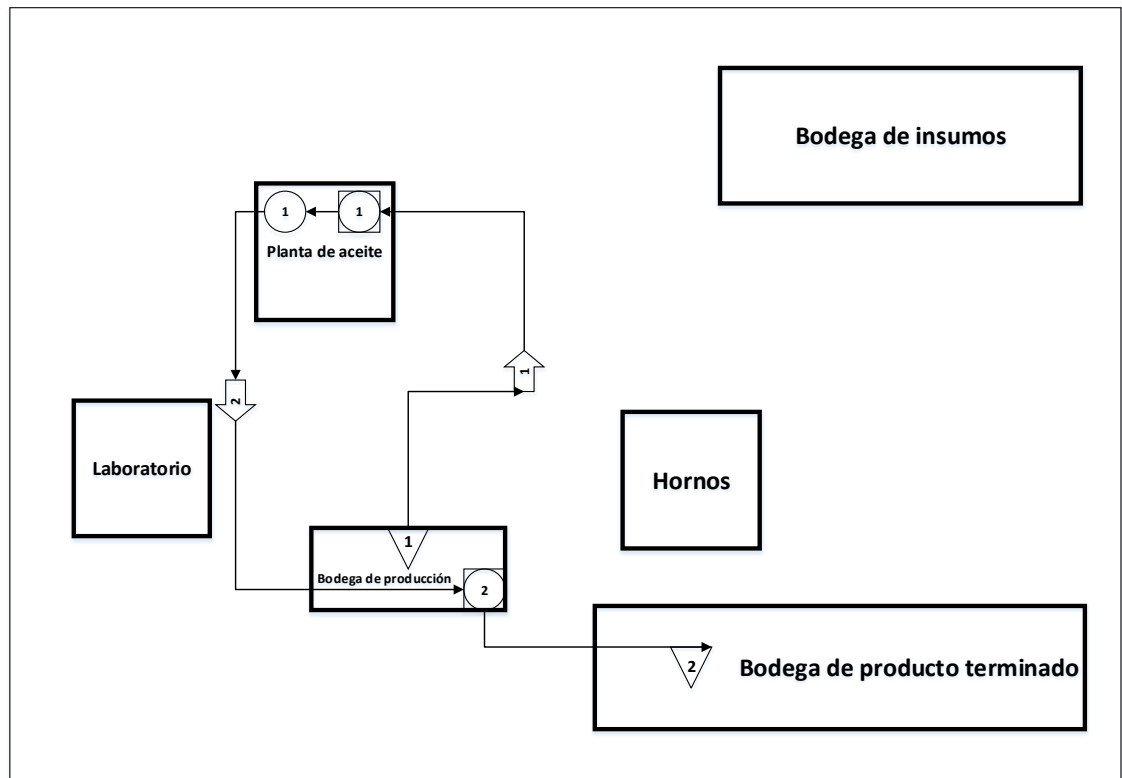 Bodega de insumos
1
1
Planta de aceite
1
2
Laboratorio
Hornos
1
Bodega de producción
2
2
Bodega de producto terminado